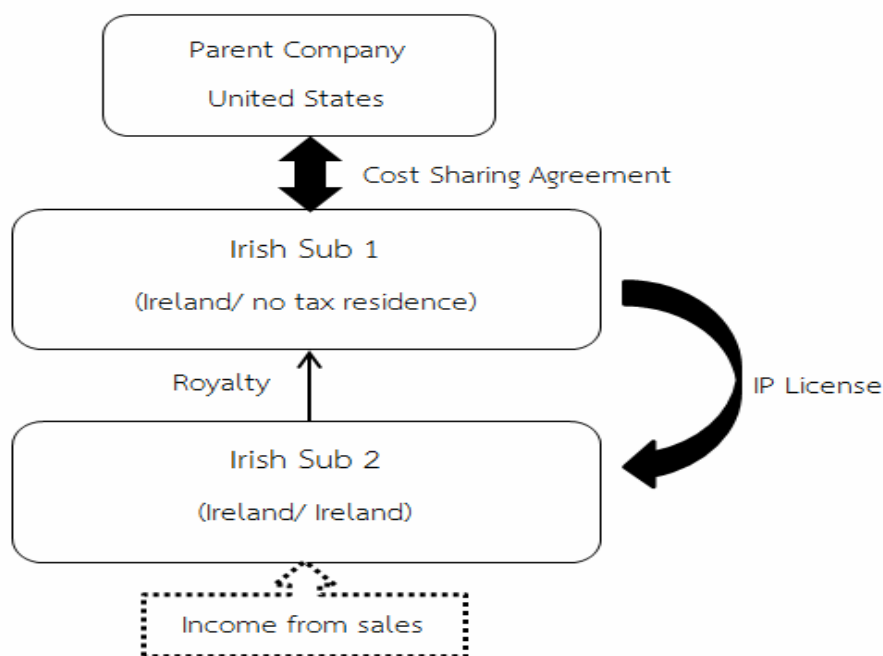 Parent Company
United States
Cost Sharing Agreement
Irish Sub 1
(Ireland/ no tax residence)
Royalty
IP License
Irish Sub 2
(Ireland/ Ireland)
Income from sales